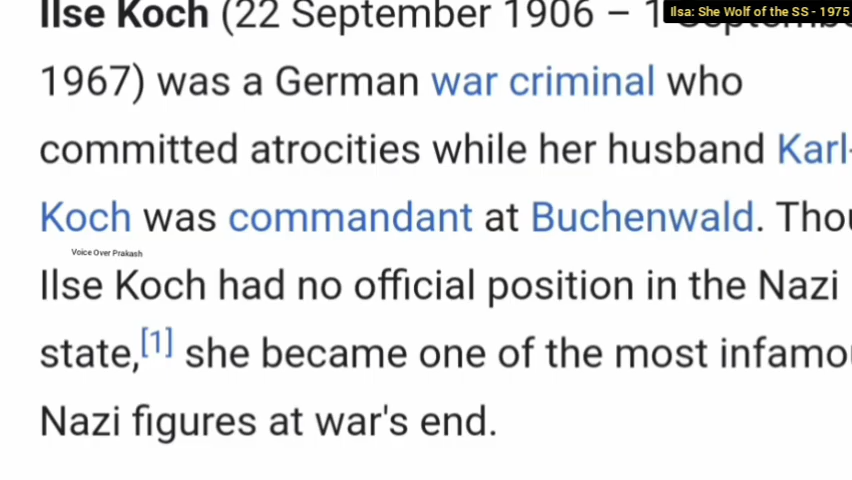 Ilse Koch (22 September 1906 – 1
Ilsa: She Wolf of the SS - 1975
1967) was a German war criminal who
committed atrocities while her husband Karl-
Koch was commandant at Buchenwald. Thou
Voice Over Prakash
Ilse Koch had no official position in the Nazi
state,[1] she became one of the most infamo
Nazi figures at war's end.